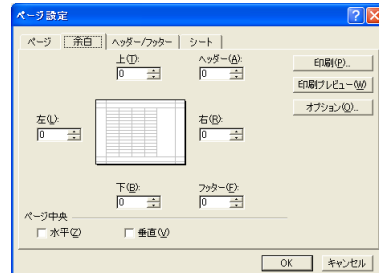 ページ設定
ページ 余白 ヘッダー/フッター シート
上(T): ヘッダー(A):
0 0
印刷(P)...
印刷プレビュー(W)
オプション(O)...
左(L): 右(R):
0 0
下(B): フッター(F):
0 0
ページ中央
水平(Z) 垂直(V)
OK キャンセル